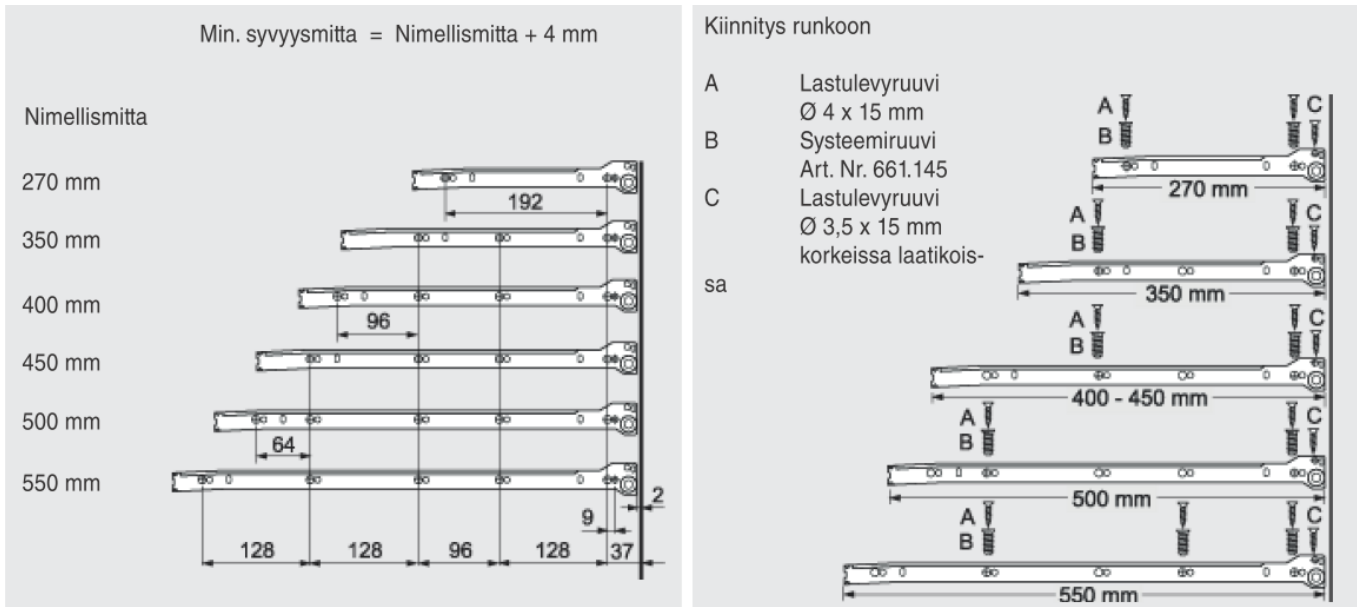 Min. syvyysmitta = Nimellismitta + 4 mm
Nimellismitta
270 mm
192
350 mm
400 mm
96
450 mm
500 mm
64
550 mm
2
9
128 128 96 128 37
Kiinnitys runkoon
A Lastulevyruuvi
Ø 4 x 15 mm
B Systeemiruuvi
Art. Nr. 661.145
C Lastulevyruuvi
Ø 3,5 x 15 mm
korkeissa laatikois-
sa
A C
B
270 mm
A C
B
350 mm
A C
B
400 - 450 mm
A C
B
500 mm
A C
B
550 mm